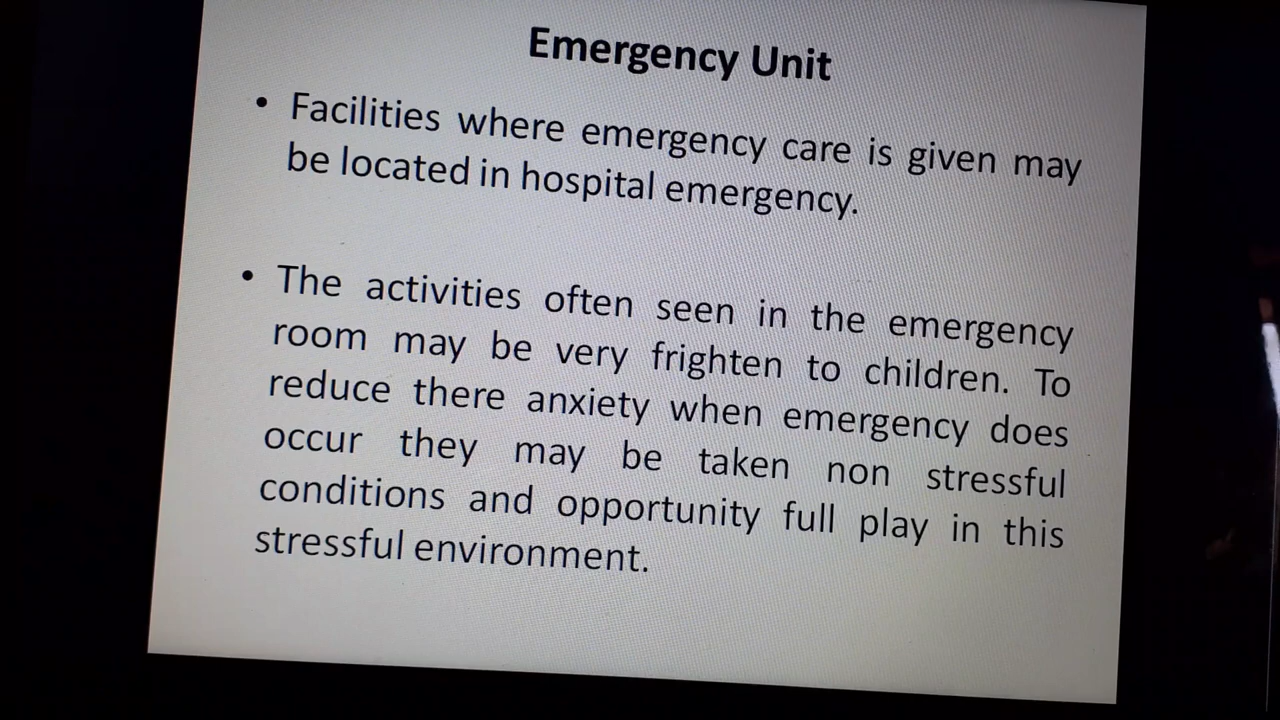 Emergency Unit
• Facilities where emergency care is given may
be located in hospital emergency.
• The activities often seen in the emergency
room may be very frighten to children. To
reduce there anxiety when emergency does
occur they may be taken non stressful
conditions and opportunity full play in this
stressful environment.